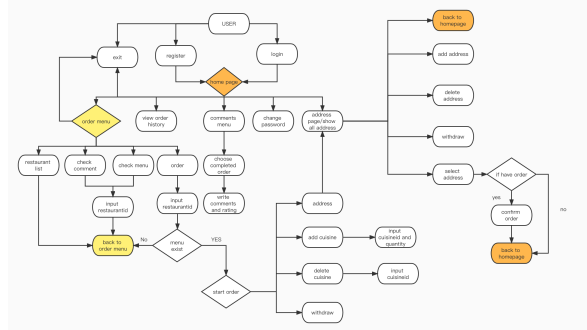 USER
back to
homepage
exit
register
login
add address
home page
delete
address
order menu
view order
history
comments
menu
change
password
address
page/show
all address
withdraw
restaurant
list
check
comment
check menu
order
choose
completed
order
select
address
if have order
input
restaurantid
input
restaurantid
write
comments
and rating
address
yes
no
confirm
order
back to
order menu
No
menu
exist
YES
add cuisine
input
cuineid and
quantity
back to
homepage
start order
delete
cuisine
input
cuisineid
withdraw